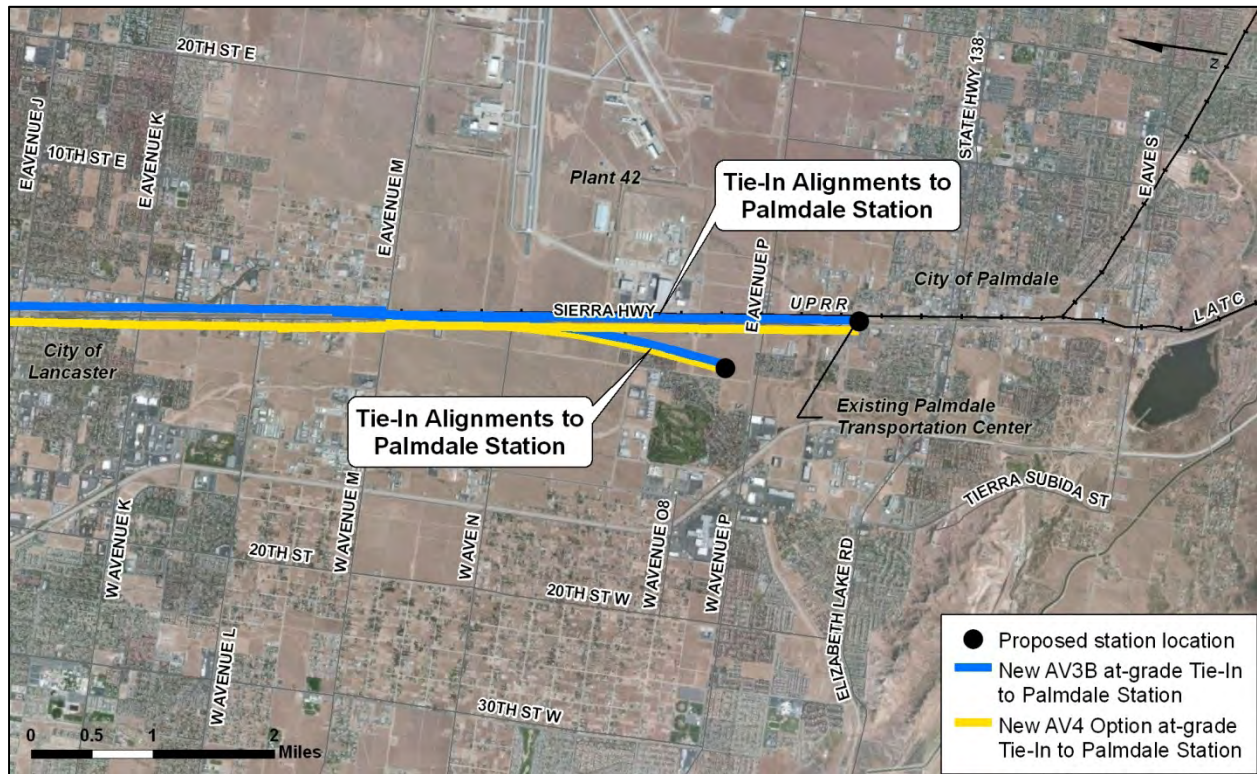 20TH ST E
STATE HWY 138
Z
E AVENUE J
E AVENUE K
10TH ST E
E AVENUE M
Plant 42
Tie-In Alignments to
Palmdale Station
E AVE S
E AVENUE P
City of Palmdale
UPRR
SIERRA HWY
LATC
City of
Lancaster
Tie-In Alignments to
Palmdale Station
Existing Palmdale
Transportation Center
TIERRA SUBIDA ST
W AVENUE K
W AVENUE M
W AVE N
W AVENUE O8
W AVENUE P
20TH ST
20TH ST W
ELIZABETH LAKE RD
W AVENUE L
30TH ST W
Proposed station location
New AV3B at-grade Tie-In
to Palmdale Station
New AV4 Option at-grade
Tie-In to Palmdale Station
0 0.5 1 2
Miles